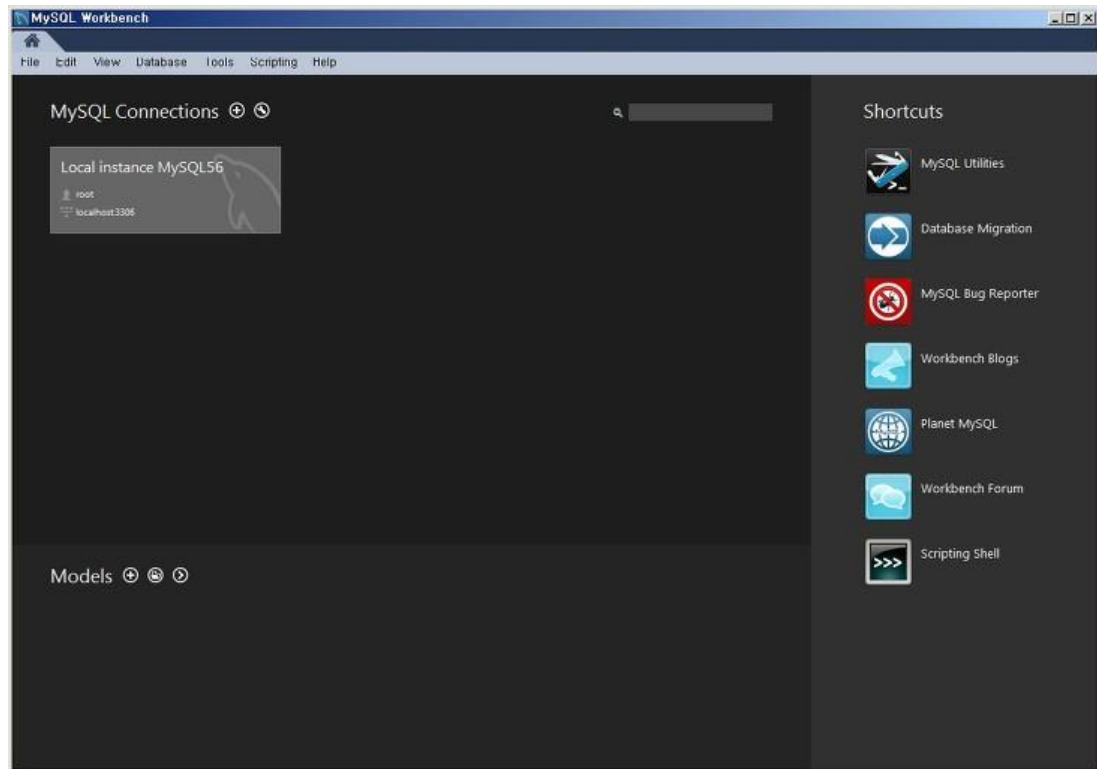 MySQL Workbench
File Edit View Database Tools Scripting Help
MySQL Connections
Local instance MySQL56
root
localhost:3306
Shortcuts
MySQL Utilities
Database Migration
MySQL Bug Reporter
Workbench Blogs
Planet MySQL
Workbench Forum
>>>
Scripting Shell
Models